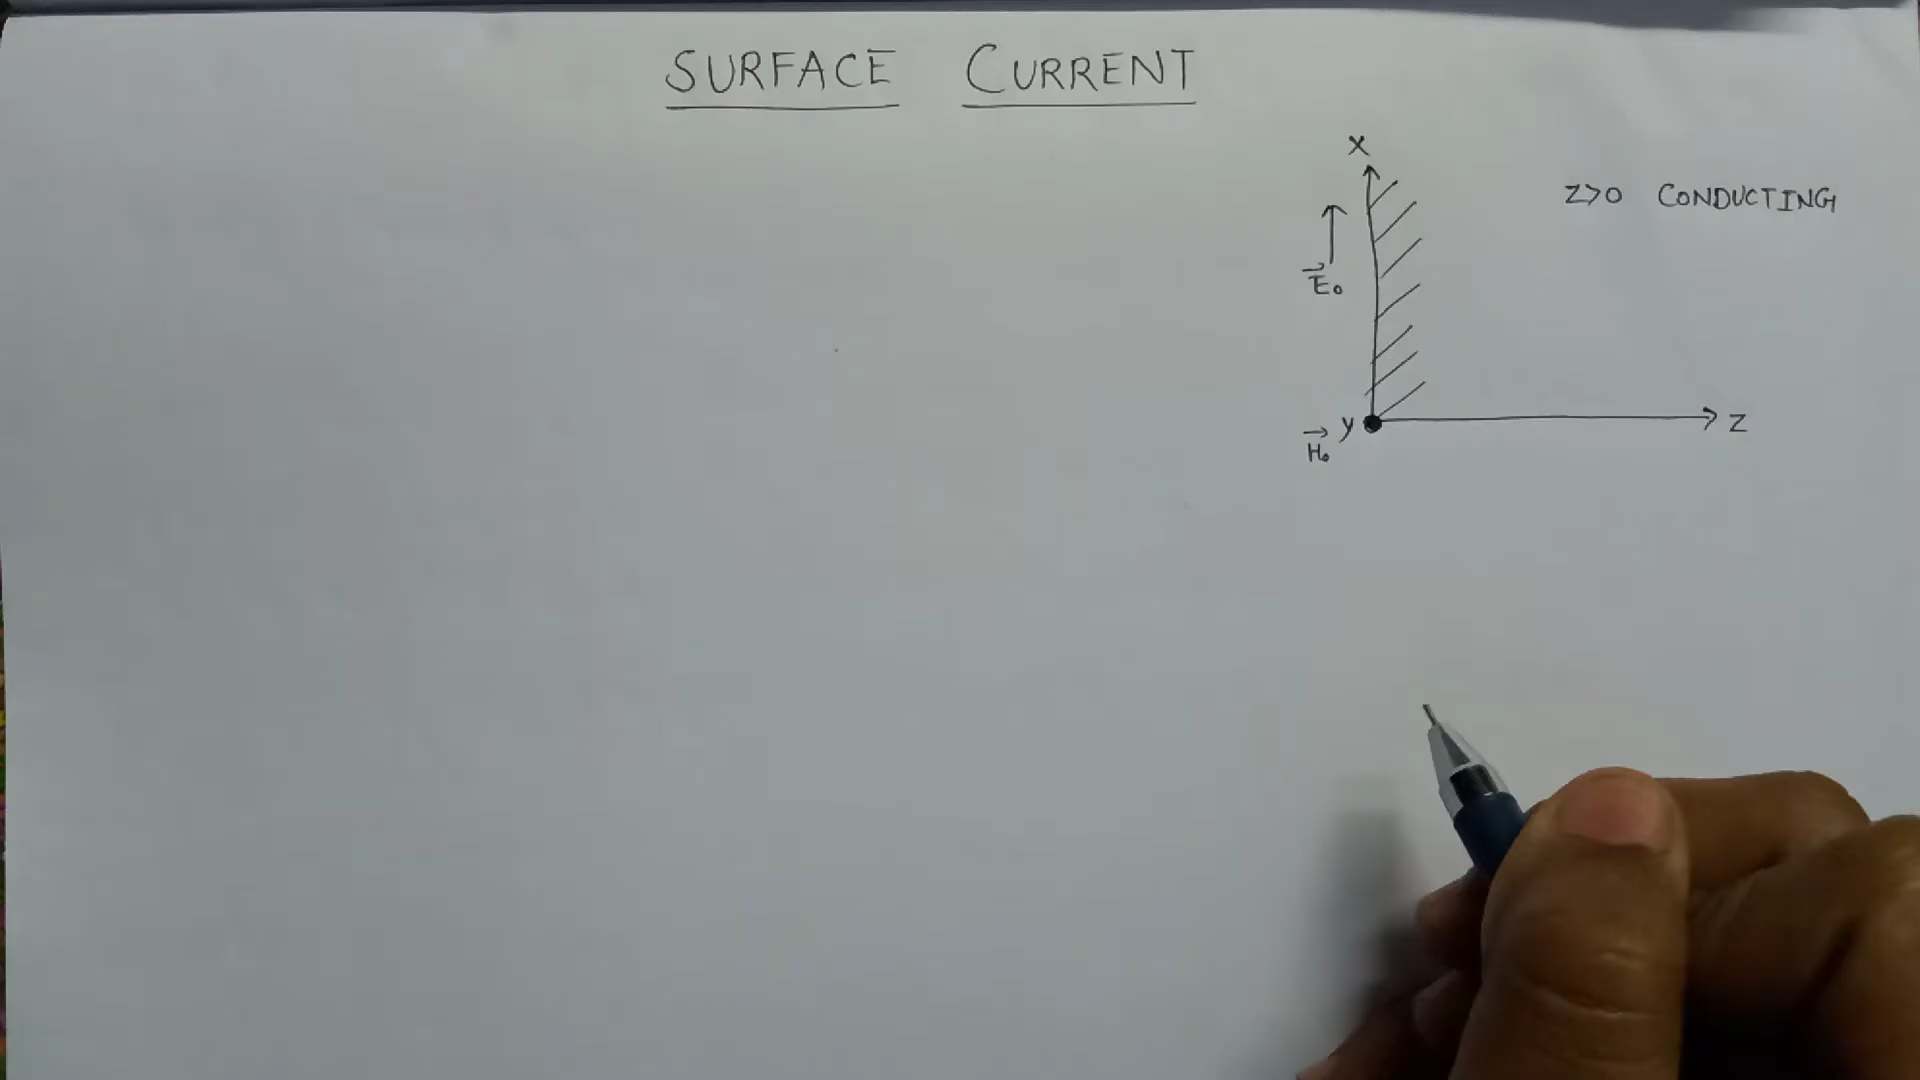 SURFACE CURRENT
X
Z>0 CONDUCTING
E₀
y
Z
H₀